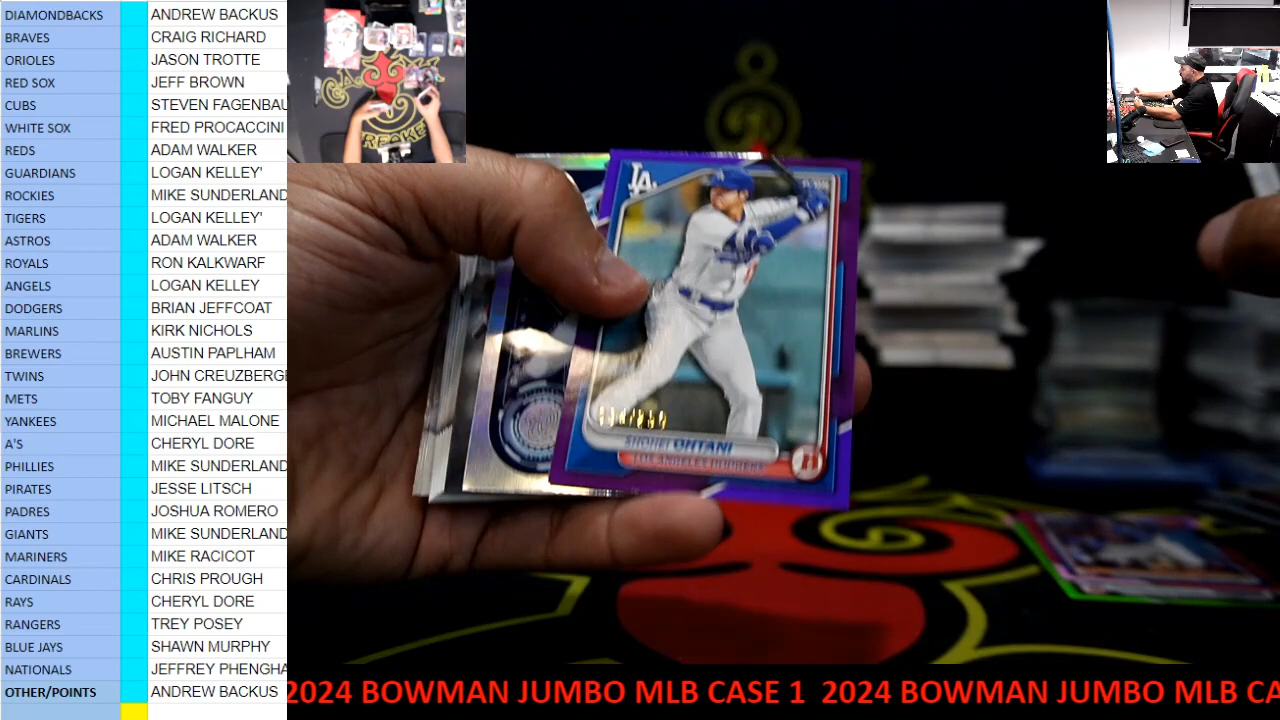 DIAMONDBACKS ANDREW BACKUS
BRAVES CRAIG RICHARD
ORIOLES JASON TROTTE
RED SOX JEFF BROWN
CUBS STEVEN FAGENBAU
WHITE SOX FRED PROCACCINI
REDS ADAM WALKER
GUARDIANS LOGAN KELLEY'
ROCKIES MIKE SUNDERLAND
TIGERS LOGAN KELLEY'
ASTROS ADAM WALKER
ROYALS RON KALKWARF
ANGELS LOGAN KELLEY
DODGERS BRIAN JEFFCOAT
MARLINS KIRK NICHOLS
BREWERS AUSTIN PAPLHAM
TWINS JOHN CREUZBERGE
METS TOBY FANGUY
YANKEES MICHAEL MALONE
A'S CHERYL DORE
PHILLIES MIKE SUNDERLAND
PIRATES JESSE LITSCH
PADRES JOSHUA ROMERO
GIANTS MIKE SUNDERLAND
MARINERS MIKE RACICOT
CARDINALS CHRIS PROUGH
RAYS CHERYL DORE
RANGERS TREY POSEY
BLUE JAYS SHAWN MURPHY
NATIONALS JEFFREY PHENGHA
OTIER/POINTS ANDREW BACKUS
LA
SHOHEI OHTANI
LOS ANGELES DODGERS
2024 BOWMAN JUMBO MLB CASE 1 2024 BOWMAN JUMBO MLB CA